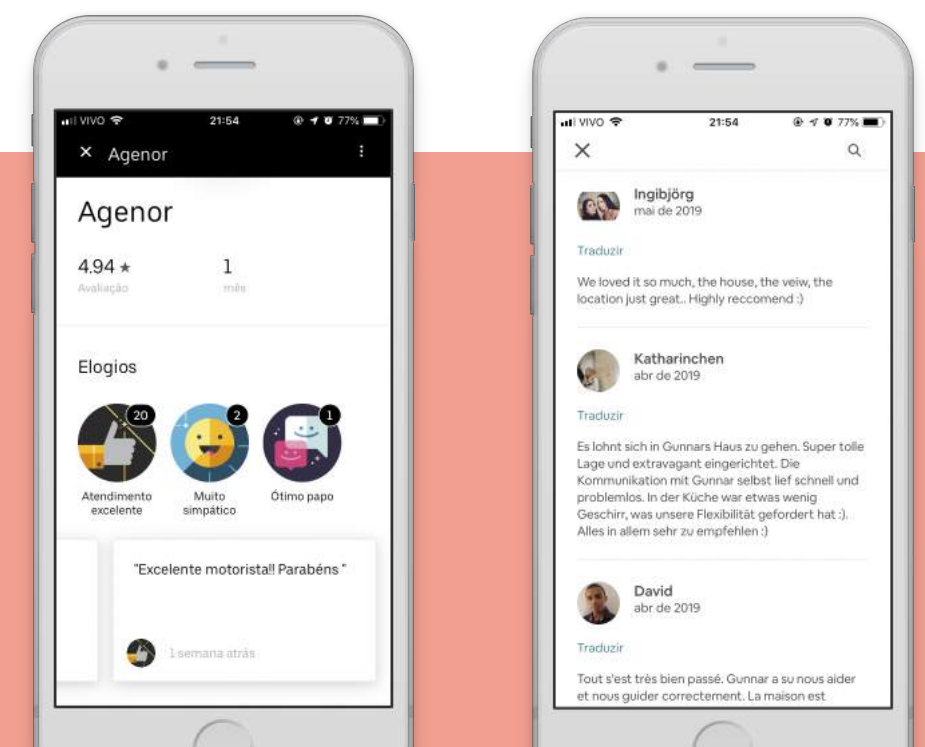 VIVO 21:54 77%
× Agenor
Agenor
4.94 ★ 1
Avaliação mês
Elogios
20 2 1
Atendimento excelente
Muito simpático
Ótimo papo
"Excelente motorista!! Parabéns "
1 semana atrás
VIVO 21:54 77%
Ingibjörg
mai de 2019
Traduzir
We loved it so much, the house, the veiw, the
location just great.. Highly reccomend :)
Katharinchen
abr de 2019
Traduzir
Es lohnt sich in Gunnars Haus zu gehen. Super tolle
Lage und extravagant eingerichtet. Die
Kommunikation mit Gunnar selbst lief schnell und
problemlos. In der Küche war etwas wenig
Geschirr, was unsere Flexibilität gefordert hat :).
Alles in allem sehr zu empfehlen :)
David
abr de 2019
Traduzir
Tout s'est très bien passé. Gunnar a su nous aider
et nous guider correctement. La maison est